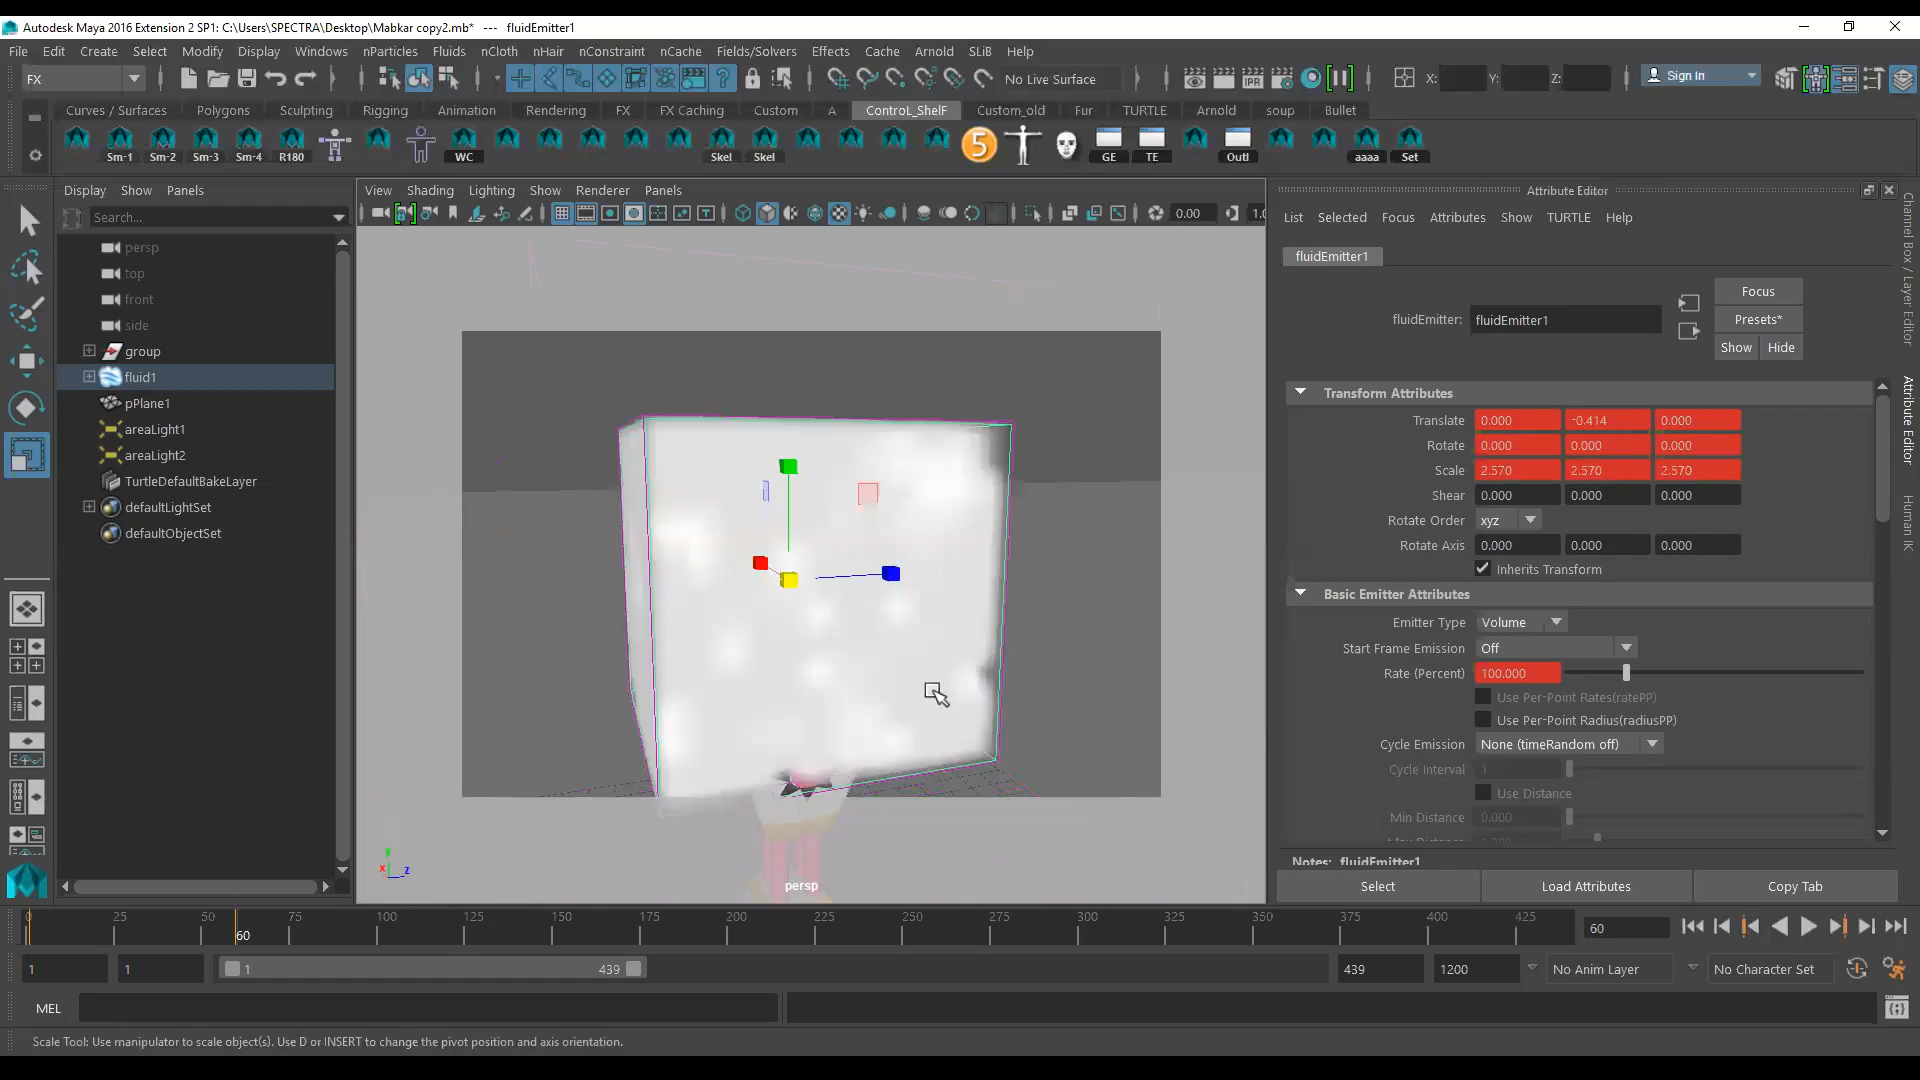 Autodesk Maya 2016 Extension 2 SP1: C:\Users\SPECTRA\Desktop\Mabkar copy2.mb* --- fluidEmitter1
File Edit Create Select Modify Display Windows nParticles Fluids nCloth nHair nConstraint nCache Fields/Solvers Effects Cache Arnold SLiB Help
FX No Live Surface X: Y: Z: Sign In
Curves / Surfaces Polygons Sculpting Rigging Animation Rendering FX FX Caching Custom A ControL_ShelF Custom_old Fur TURTLE Arnold soup Bullet
5
Sm-1 Sm-2 Sm-3 Sm-4 R180 WC Skel Skel GE TE Outl aaaa Set
Display Show Panels
View Shading Lighting Show Renderer Panels
Attribute Editor
Search...
0.00
List Selected Focus Attributes Show TURTLE Help
persp
top
front
side
group
fluid1
pPlane1
areaLight1
areaLight2
TurtleDefaultBakeLayer
defaultLightSet
defaultObjectSet
y
x
z
persp
fluidEmitter1
Focus
fluidEmitter: fluidEmitter1
Presets*
Show Hide
Transform Attributes
Translate 0.000 -0.414 0.000
Rotate 0.000 0.000 0.000
Scale 2.570 2.570 2.570
Shear 0.000 0.000 0.000
Rotate Order xyz
Rotate Axis 0.000 0.000 0.000
Inherits Transform
Basic Emitter Attributes
Emitter Type Volume
Start Frame Emission Off
Rate (Percent) 100.000
Use Per-Point Rates(ratePP)
Use Per-Point Radius(radiusPP)
Cycle Emission None (timeRandom off)
Cycle Interval 1
Use Distance
Min Distance 0.000
Notes: fluidEmitter1
Select Load Attributes Copy Tab
Channel Box / Layer Editor
Attribute Editor
Human IK
25 50 75 100 125 150 175 200 225 250 275 300 325 350 375 400 425
60
60
1 1 1 439 439 1200 No Anim Layer No Character Set
MEL
Scale Tool: Use manipulator to scale object(s). Use D or INSERT to change the pivot position and axis orientation.